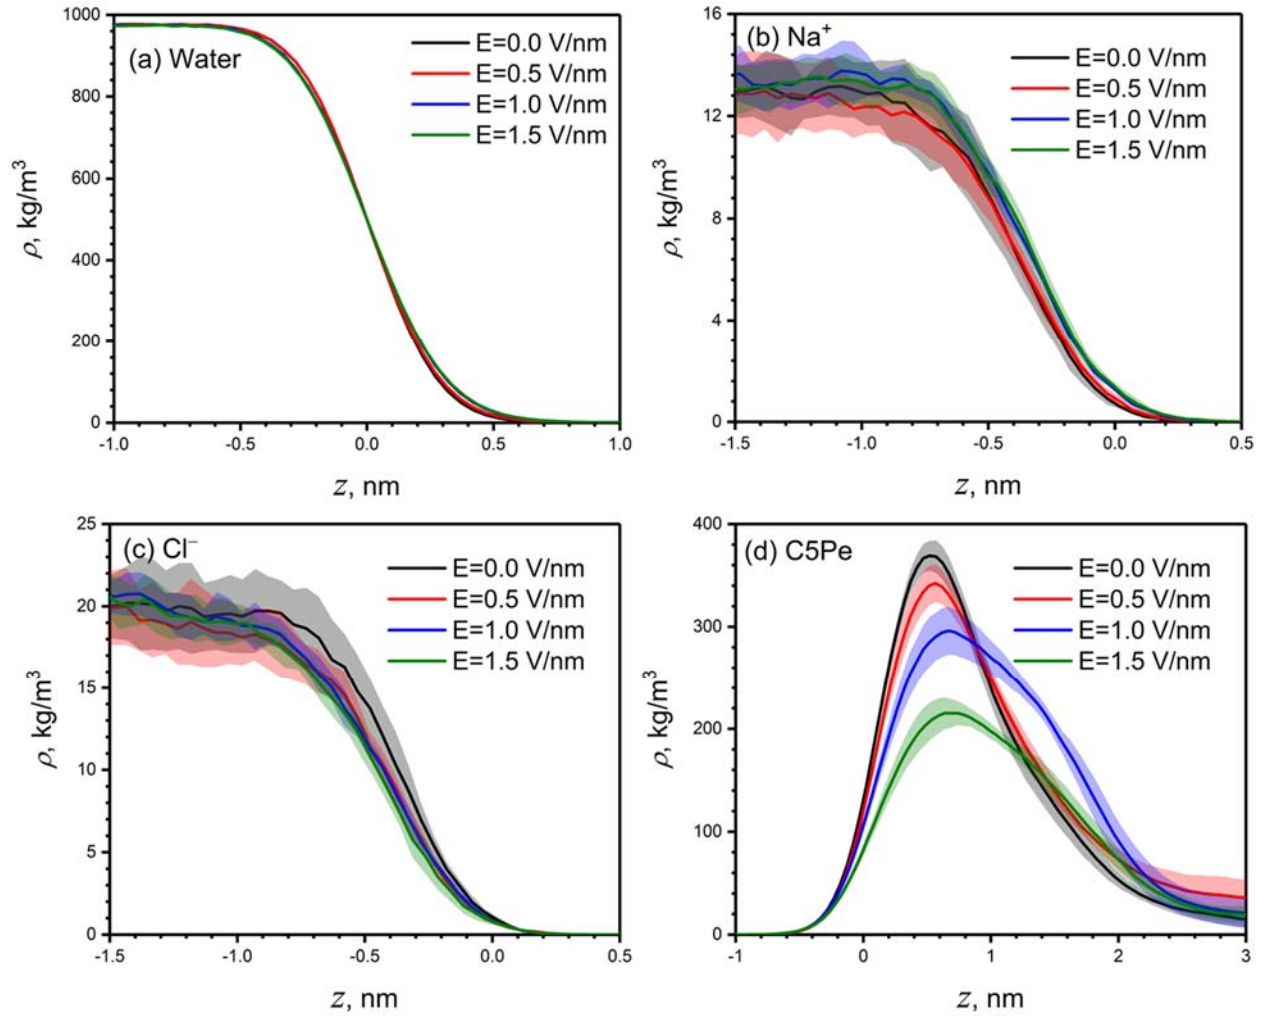 (a) Water
E=0.0 V/nm
E=0.5 V/nm
E=1.0 V/nm
E=1.5 V/nm
1000
800
600
400
200
0
-1.0 -0.5 0.0 0.5 1.0
ρ, kg/m³
z, nm
(b) Na⁺
E=0.0 V/nm
E=0.5 V/nm
E=1.0 V/nm
E=1.5 V/nm
16
12
8
4
0
-1.5 -1.0 -0.5 0.0 0.5
ρ, kg/m³
z, nm
(c) Cl⁻
E=0.0 V/nm
E=0.5 V/nm
E=1.0 V/nm
E=1.5 V/nm
25
20
15
10
5
0
-1.5 -1.0 -0.5 0.0 0.5
ρ, kg/m³
z, nm
(d) C5Pe
E=0.0 V/nm
E=0.5 V/nm
E=1.0 V/nm
E=1.5 V/nm
400
300
200
100
0
-1 0 1 2 3
ρ, kg/m³
z, nm